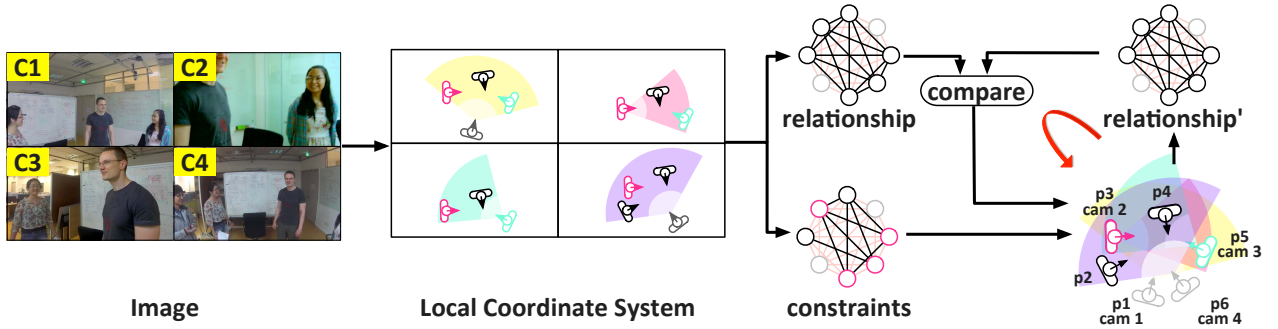 C1
C2
C3
C4
Image
Local Coordinate System
relationship
compare
relationship'
constraints
p3
cam 2
p4
p5
cam 3
p2
p1
cam 1
p6
cam 4